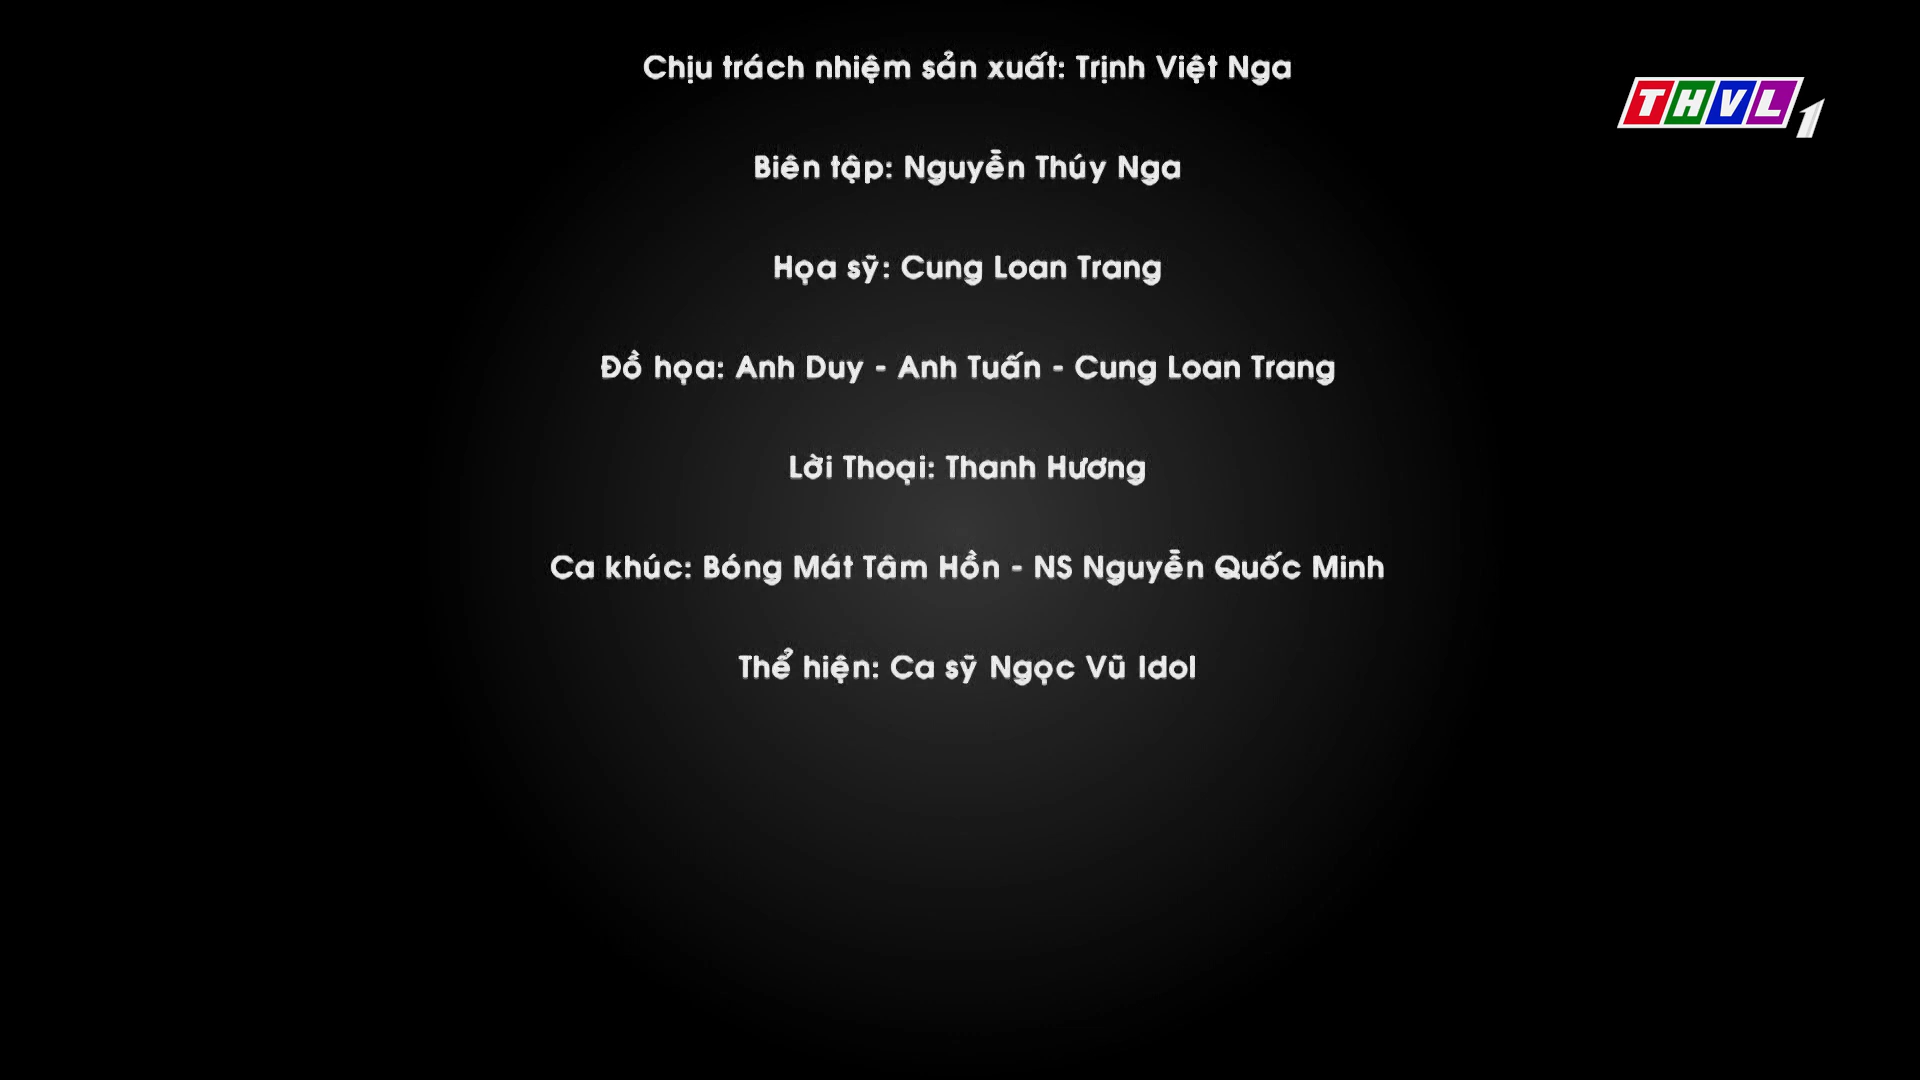 Chịu trách nhiệm sản xuất: Trịnh Việt Nga
THVL1
Biên tập: Nguyễn Thúy Nga
Họa sỹ: Cung Loan Trang
Đồ họa: Anh Duy - Anh Tuấn - Cung Loan Trang
Lời Thoại: Thanh Hương
Ca khúc: Bóng Mát Tâm Hồn - NS Nguyễn Quốc Minh
Thể hiện: Ca sỹ Ngọc Vũ Idol